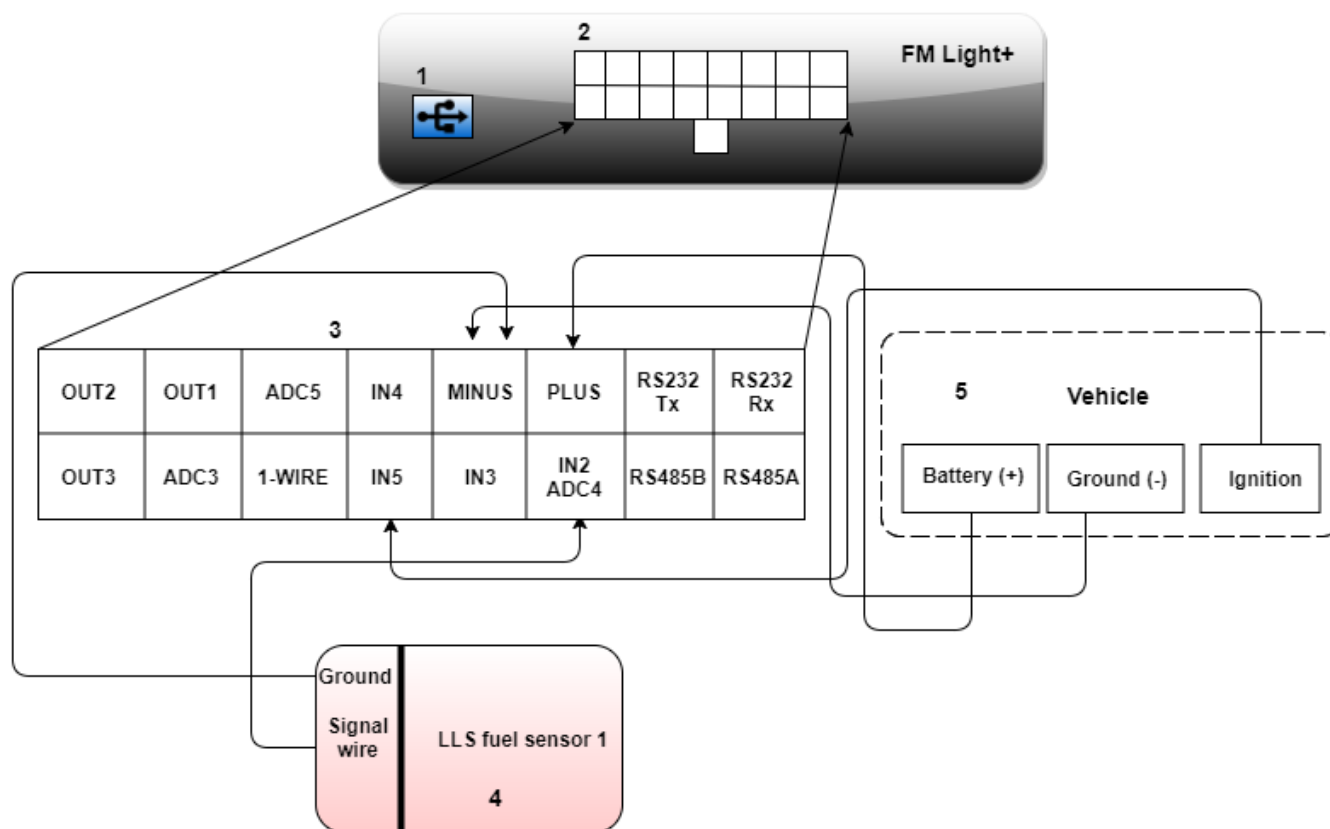 2
FM Light+
1
3
OUT2
OUT1
ADC5
IN4
MINUS
PLUS
RS232
Tx
RS232
Rx
OUT3
ADC3
1-WIRE
IN5
IN3
IN2
ADC4
RS485B
RS485A
5
Vehicle
Battery (+)
Ground (-)
Ignition
Ground
Signal
wire
LLS fuel sensor 1
4